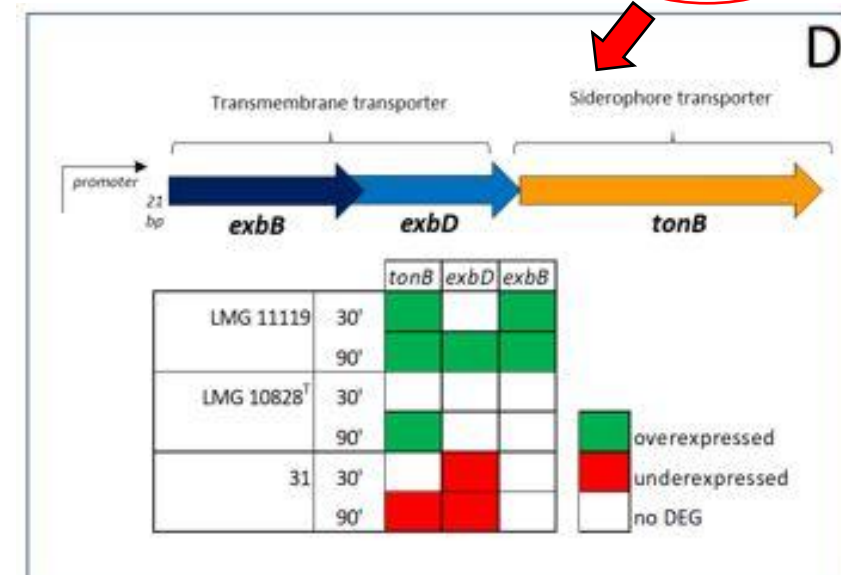 D
Transmembrane transporter
Siderophore transporter
promoter
21
bp
exbB
exbD
tonB
tonB exbD exbB
LMG 11119 30'
90'
LMG 10828ᵀ 30'
90'
31 30'
90'
overexpressed
underexpressed
no DEG